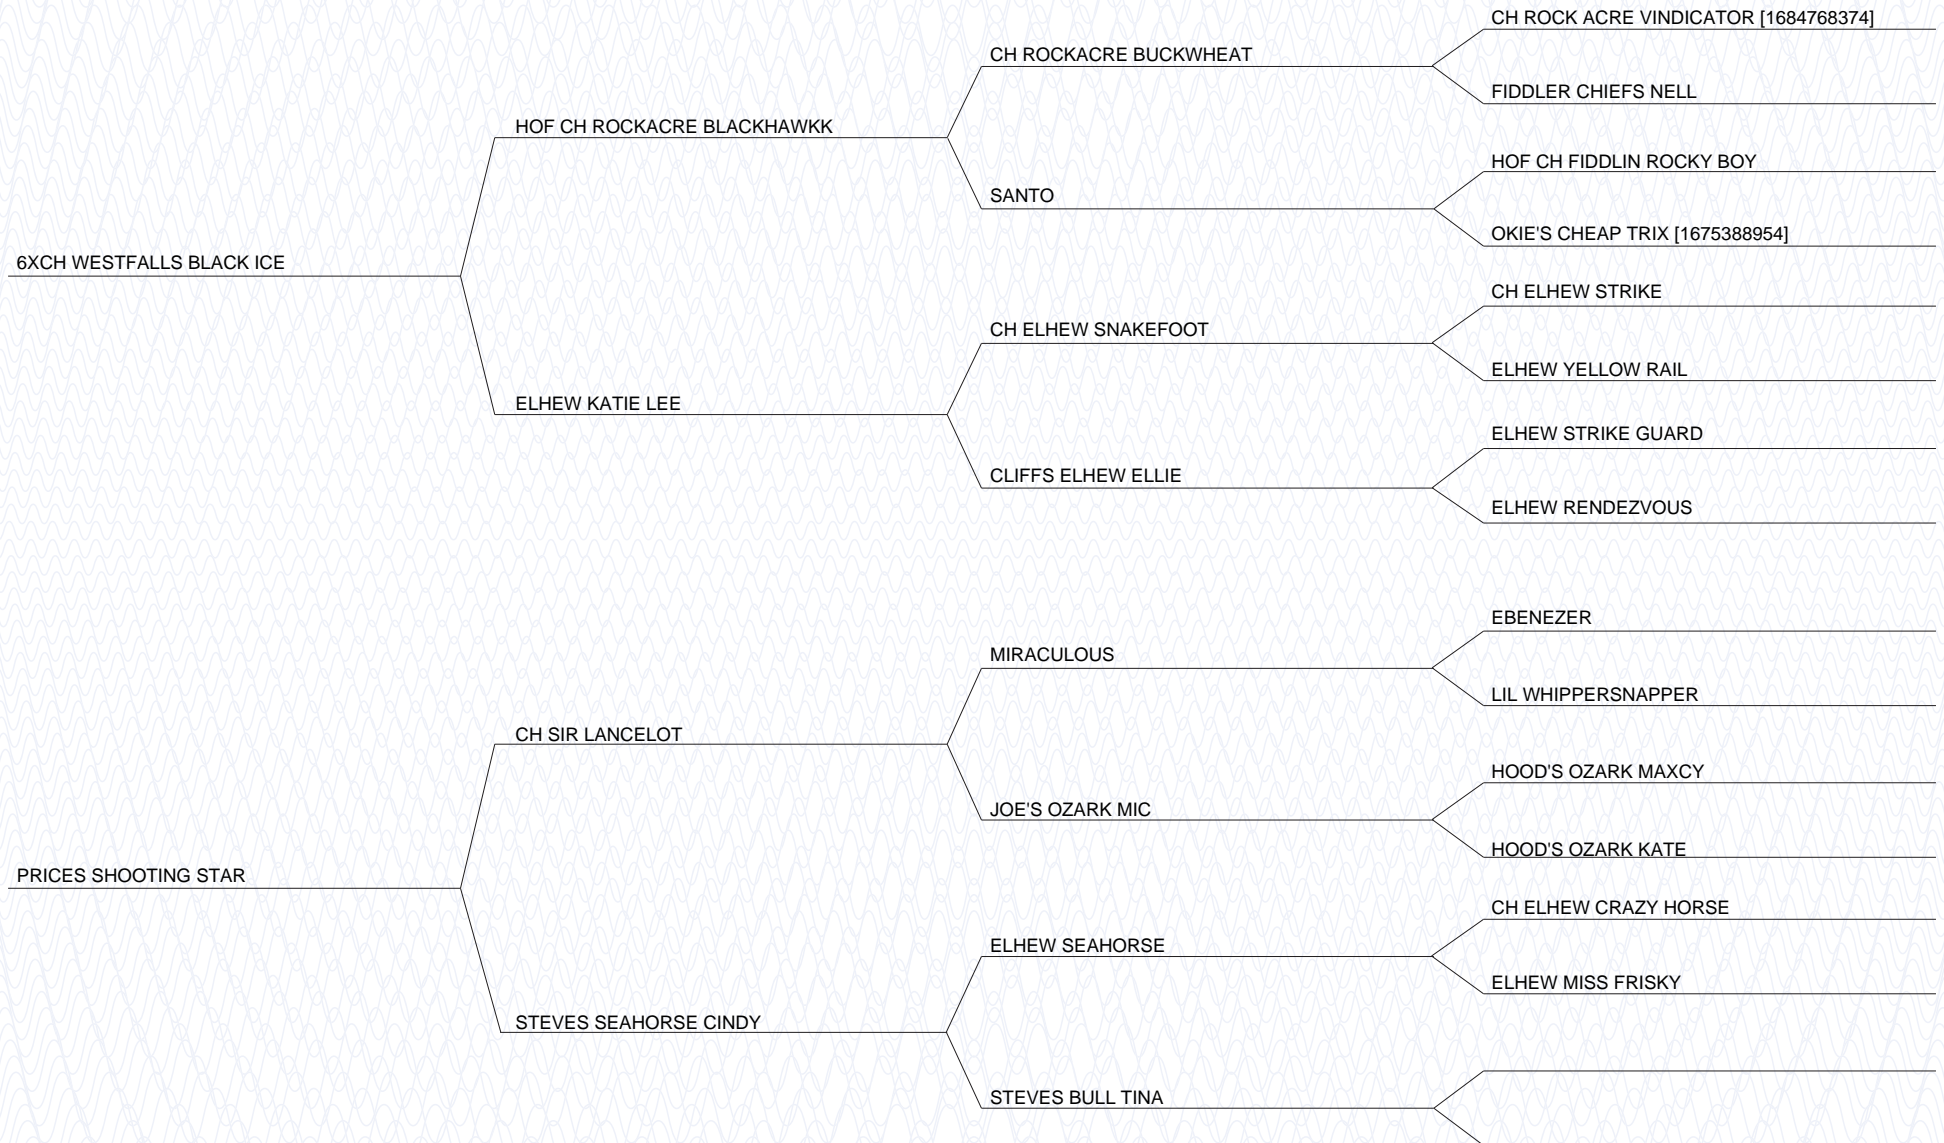 CH ROCK ACRE VINDICATOR [1684768374]
CH ROCKACRE BUCKWHEAT
FIDDLER CHIEFS NELL
HOF CH ROCKACRE BLACKHAWKK
HOF CH FIDDLIN ROCKY BOY
SANTO
OKIE'S CHEAP TRIX [1675388954]
6XCH WESTFALLS BLACK ICE
CH ELHEW STRIKE
CH ELHEW SNAKEFOOT
ELHEW YELLOW RAIL
ELHEW KATIE LEE
ELHEW STRIKE GUARD
CLIFFS ELHEW ELLIE
ELHEW RENDEZVOUS
EBENEZER
MIRACULOUS
LIL WHIPPERSNAPPER
CH SIR LANCELOT
HOOD'S OZARK MAXCY
JOE'S OZARK MIC
HOOD'S OZARK KATE
PRICES SHOOTING STAR
CH ELHEW CRAZY HORSE
ELHEW SEAHORSE
ELHEW MISS FRISKY
STEVES SEAHORSE CINDY
STEVES BULL TINA